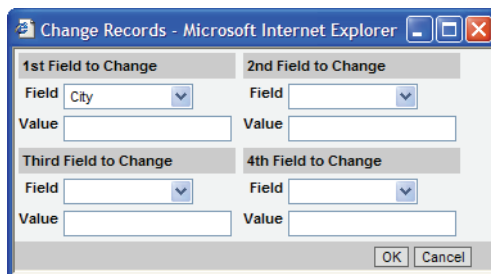 Change Records - Microsoft Internet Explorer
1st Field to Change 2nd Field to Change
Field City Field
Value Value
Third Field to Change 4th Field to Change
Field Field
Value Value
OK Cancel